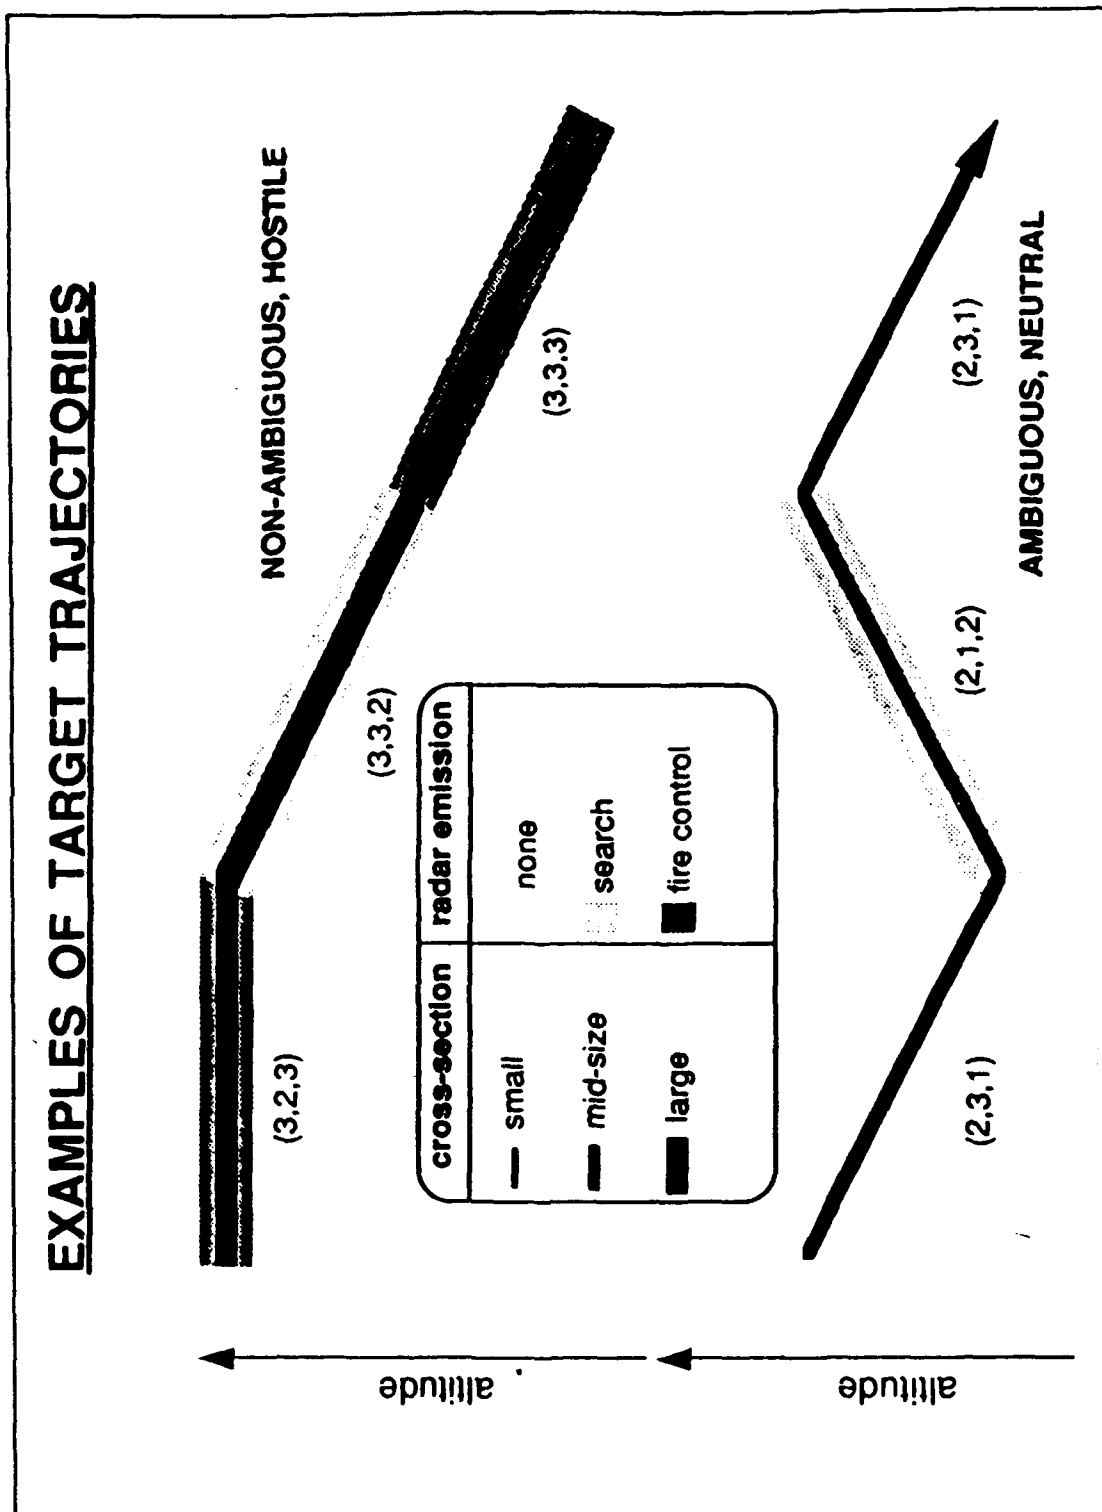 EXAMPLES OF TARGET TRAJECTORIES
altitude
NON-AMBIGUOUS, HOSTILE
(3,2,3)
(3,3,2)
(3,3,3)
cross-section radar emission
small none
mid-size search
large fire control
altitude
(2,3,1)
(2,1,2)
(2,3,1)
AMBIGUOUS, NEUTRAL